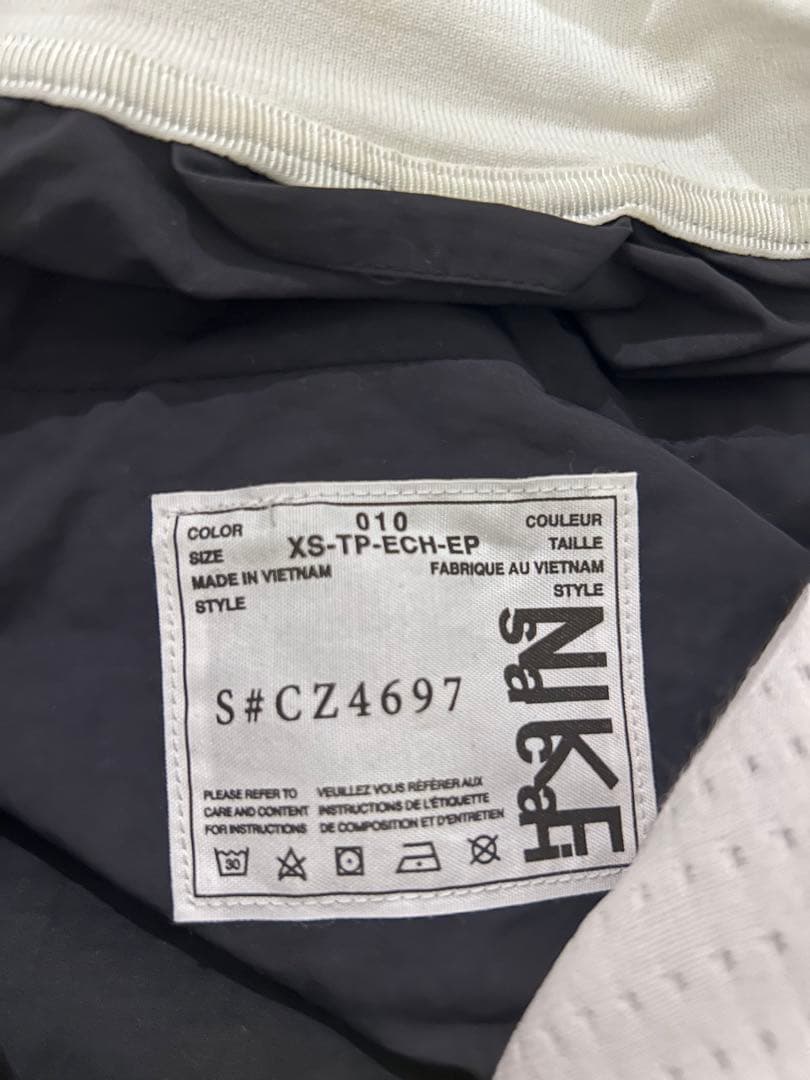 COLOR 010 COULEUR
SIZE XS-TP-ECH-EP TAILLE
MADE IN VIETNAM FABRIQUE AU VIETNAM
STYLE STYLE
S#CZ4697
NIKE
sacai
PLEASE REFER TO VEUILLEZ VOUS RÉFÉRER AUX
CARE AND CONTENT INSTRUCTIONS DE L'ÉTIQUETTE
FOR INSTRUCTIONS DE COMPOSITION ET D'ENTRETIEN
30